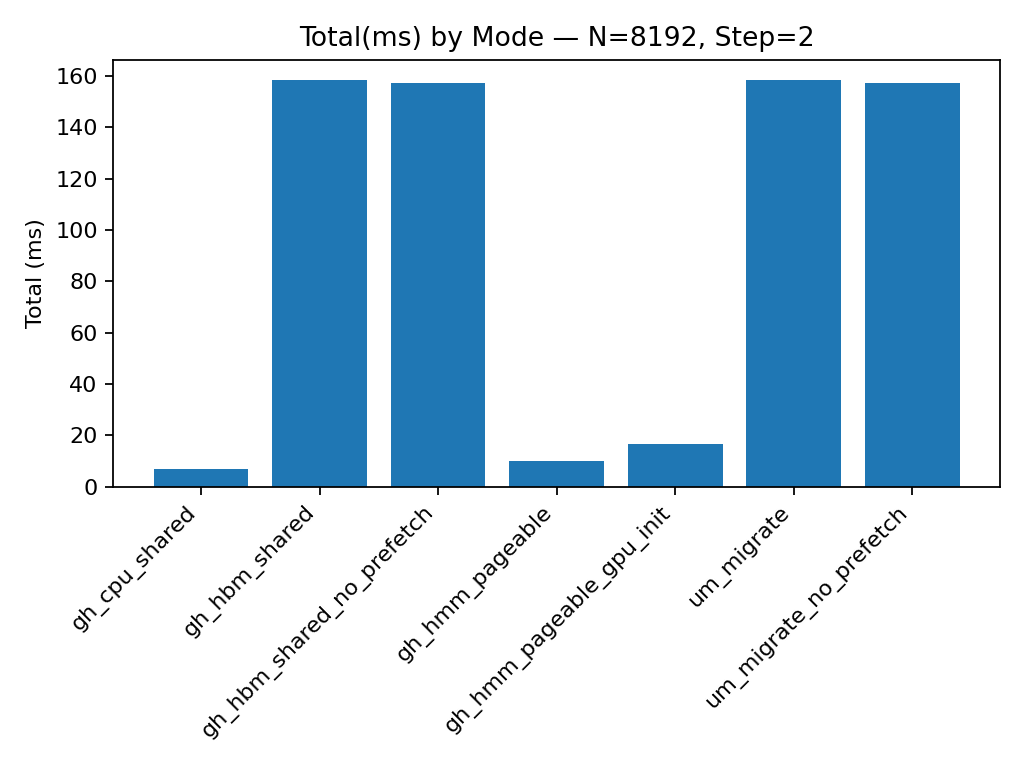 Total(ms) by Mode — N=8192, Step=2
Total (ms)
160
140
120
100
80
60
40
20
0
gh_cpu_shared
gh_hbm_shared
gh_hbm_shared_no_prefetch
gh_hmm_pageable
gh_hmm_pageable_gpu_init
um_migrate
um_migrate_no_prefetch